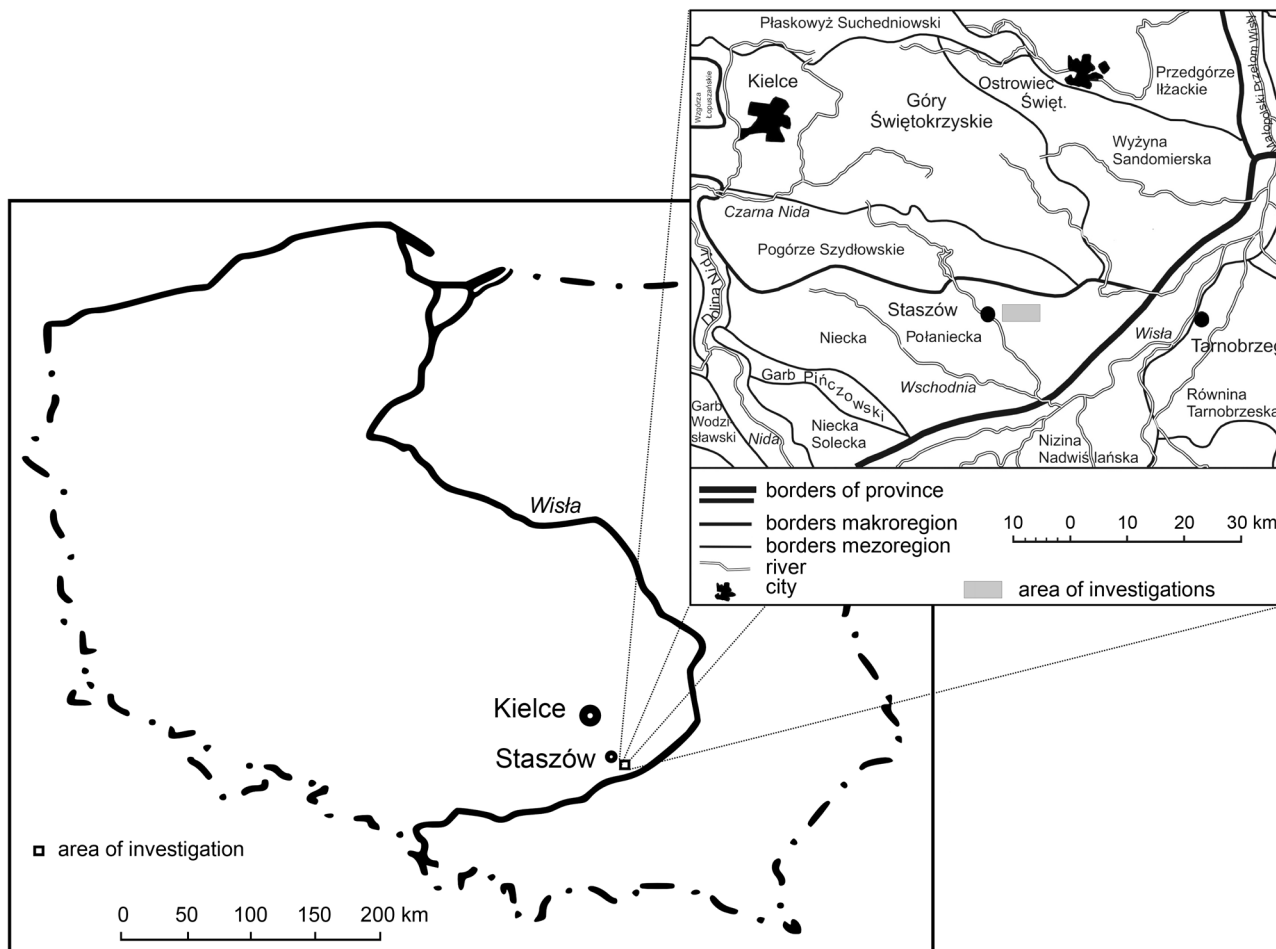 Płaskowyż Suchedniowski
Wzgórza
Łopuszańskie
Kielce
Góry
Świętokrzyskie
Ostrowiec
Święt.
Przedgórze
Iłżackie
Małopolski Przełom Wisły
Wyżyna
Sandomierska
Czarna Nida
Pogórze Szydłowskie
Dolina Nidy
Staszów
Niecka
Połaniecka
Wisła
Tarnobrzeg
Garb Pińczowski
Wschodnia
Garb
Wodzi-
sławski
Nida
Niecka
Solecka
Równina
Tarnobrzeska
Nizina
Nadwiślańska
borders of province
borders makroregion
borders mezoregion
river
city
10 0 10 20 30 km
area of investigations
Wisła
Kielce
Staszów
area of investigation
0 50 100 150 200 km